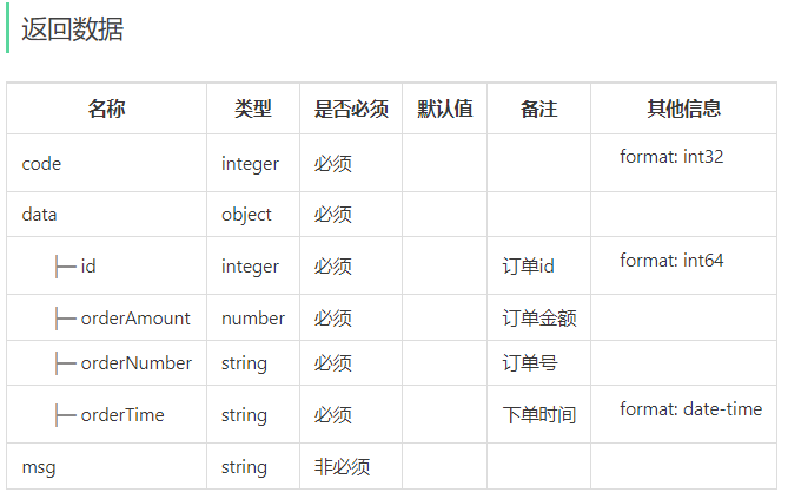 返回数据
名称 类型 是否必须 默认值 备注 其他信息
code integer 必须 format: int32
data object 必须
├─ id integer 必须 订单id format: int64
├─ orderAmount number 必须 订单金额
├─ orderNumber string 必须 订单号
├─ orderTime string 必须 下单时间 format: date-time
msg string 非必须